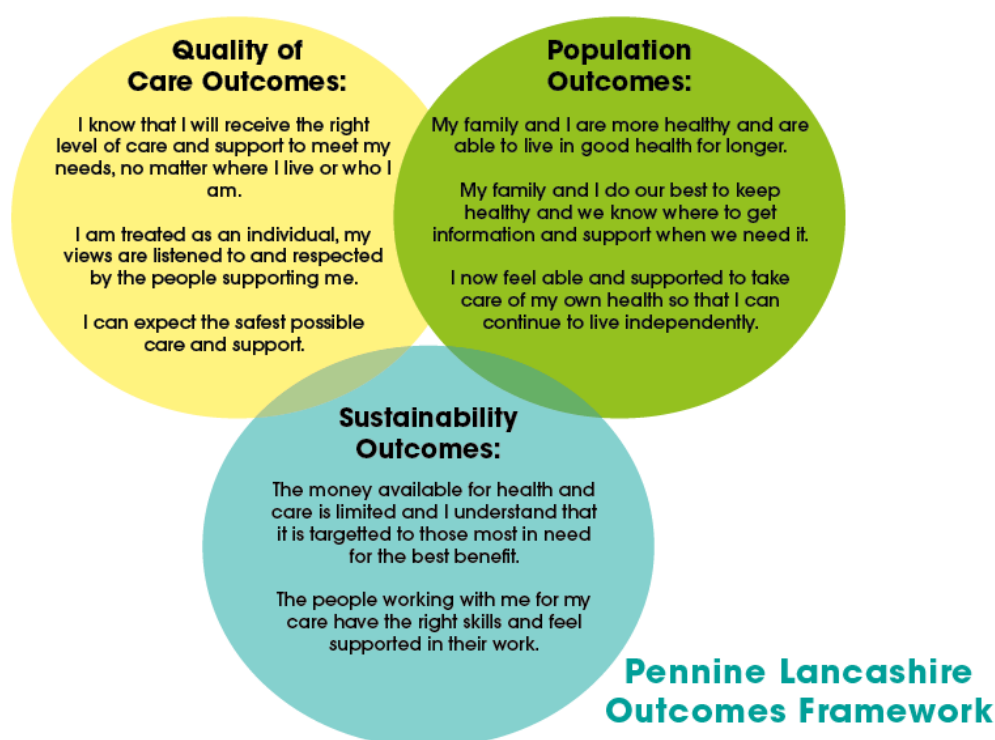 Quality of
Care Outcomes:
I know that I will receive the right
level of care and support to meet my
needs, no matter where I live or who I
am.
I am treated as an individual, my
views are listened to and respected
by the people supporting me.
I can expect the safest possible
care and support.
Population
Outcomes:
My family and I are more healthy and are
able to live in good health for longer.
My family and I do our best to keep
healthy and we know where to get
information and support when we need it.
I now feel able and supported to take
care of my own health so that I can
continue to live independently.
Sustainability
Outcomes:
The money available for health and
care is limited and I understand that
it is targetted to those most in need
for the best benefit.
The people working with me for my
care have the right skills and feel
supported in their work.
Pennine Lancashire
Outcomes Framework